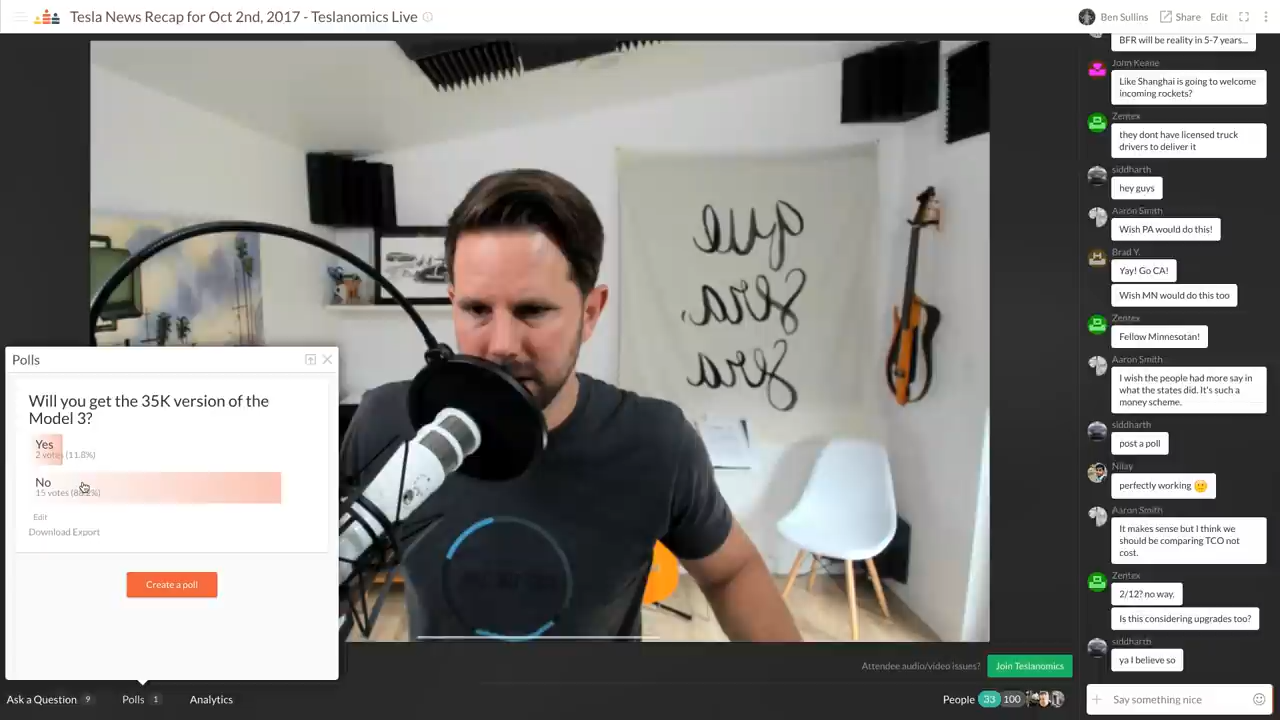 Tesla News Recap for Oct 2nd, 2017 - Teslanomics Live
Ben Sullins
Share
Edit
BFR will be reality in 5-7 years...
John Keane
Like Shanghai is going to welcome
incoming rockets?
Zentex
they dont have licensed truck
drivers to deliver it
siddharth
hey guys
Aaron Smith
Wish PA would do this!
Brad Y.
Yay! Go CA!
Wish MN would do this too
Zentex
Fellow Minnesotan!
Aaron Smith
I wish the people had more say in
what the states did. It's such a
money scheme.
siddharth
post a poll
Nilay
perfectly working 🙂
Aaron Smith
It makes sense but I think we
should be comparing TCO not
cost.
Zentex
2/12? no way.
Is this considering upgrades too?
siddharth
ya I believe so
Say something nice
que
sera,
sera
Polls
Will you get the 35K version of the
Model 3?
Yes
2 votes (11.8%)
No
15 votes (88.2%)
Edit
Download Export
Create a poll
Attendee audio/video issues?
Join Teslanomics
Ask a Question 9
Polls 1
Analytics
People 33 100